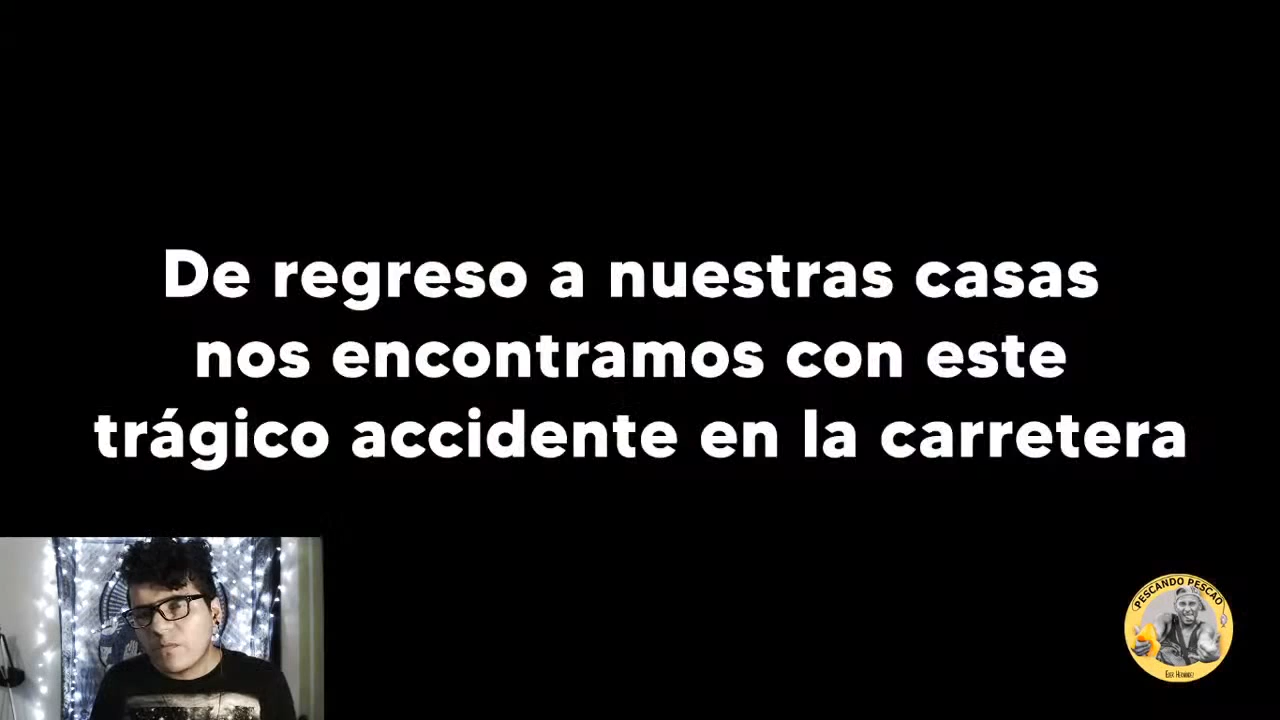 De regreso a nuestras casas
nos encontramos con este
trágico accidente en la carretera
PESCANDO PESCAO